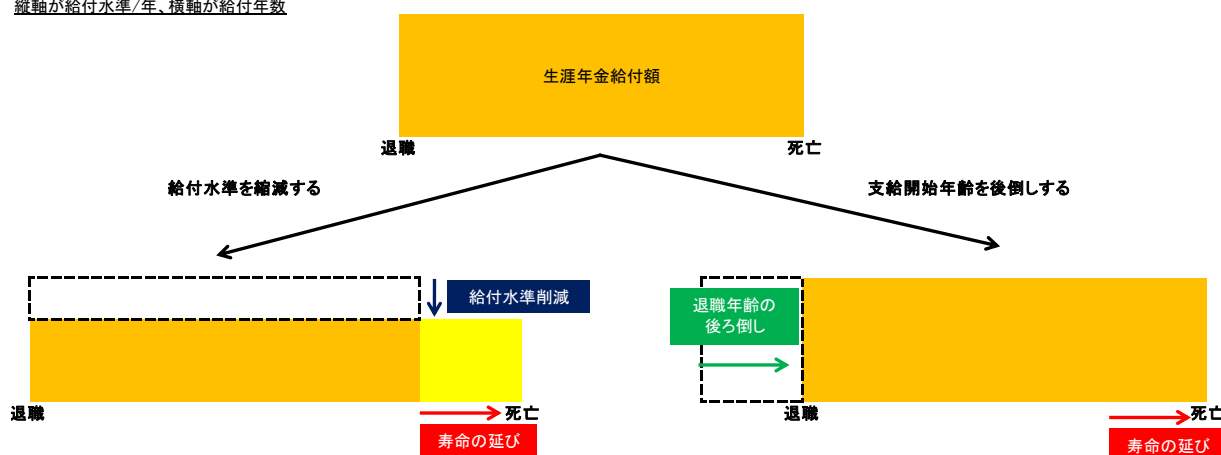 縦軸が給付水準/年、横軸が給付年数
生涯年金給付額
退職
死亡
給付水準を縮減する
支給開始年齢を後倒しする
給付水準削減
退職年齢の
後ろ倒し
退職
死亡
寿命の延び
退職
死亡
寿命の延び